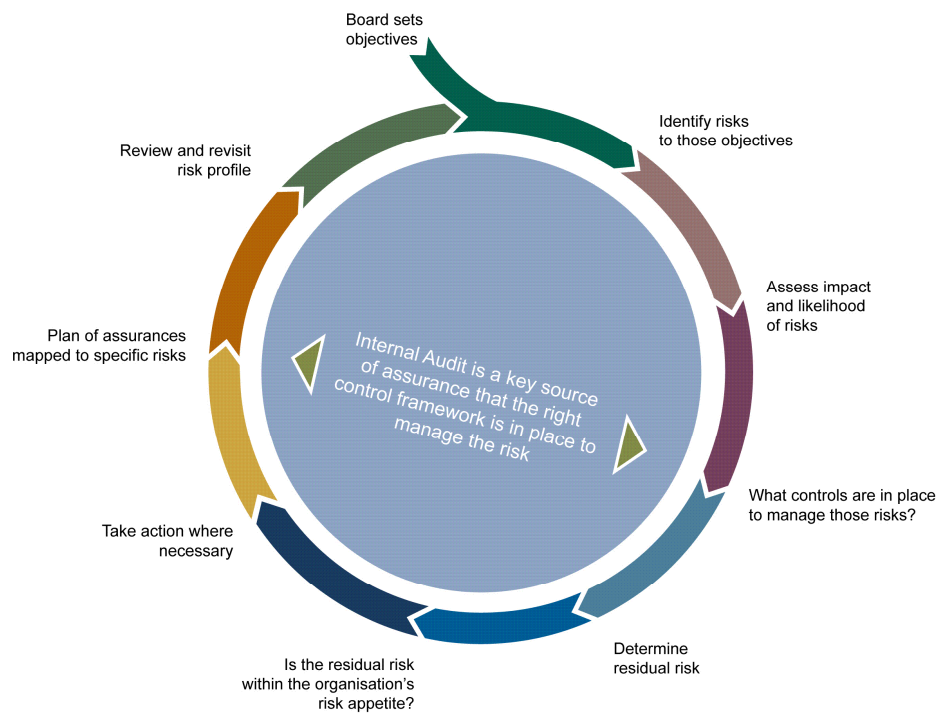 Board sets
objectives
Identify risks
to those objectives
Assess impact
and likelihood
of risks
What controls are in place
to manage those risks?
Determine
residual risk
Is the residual risk
within the organisation's
risk appetite?
Take action where
necessary
Plan of assurances
mapped to specific risks
Review and revisit
risk profile
Internal Audit is a key source
of assurance that the right
control framework is in place to
manage the risk